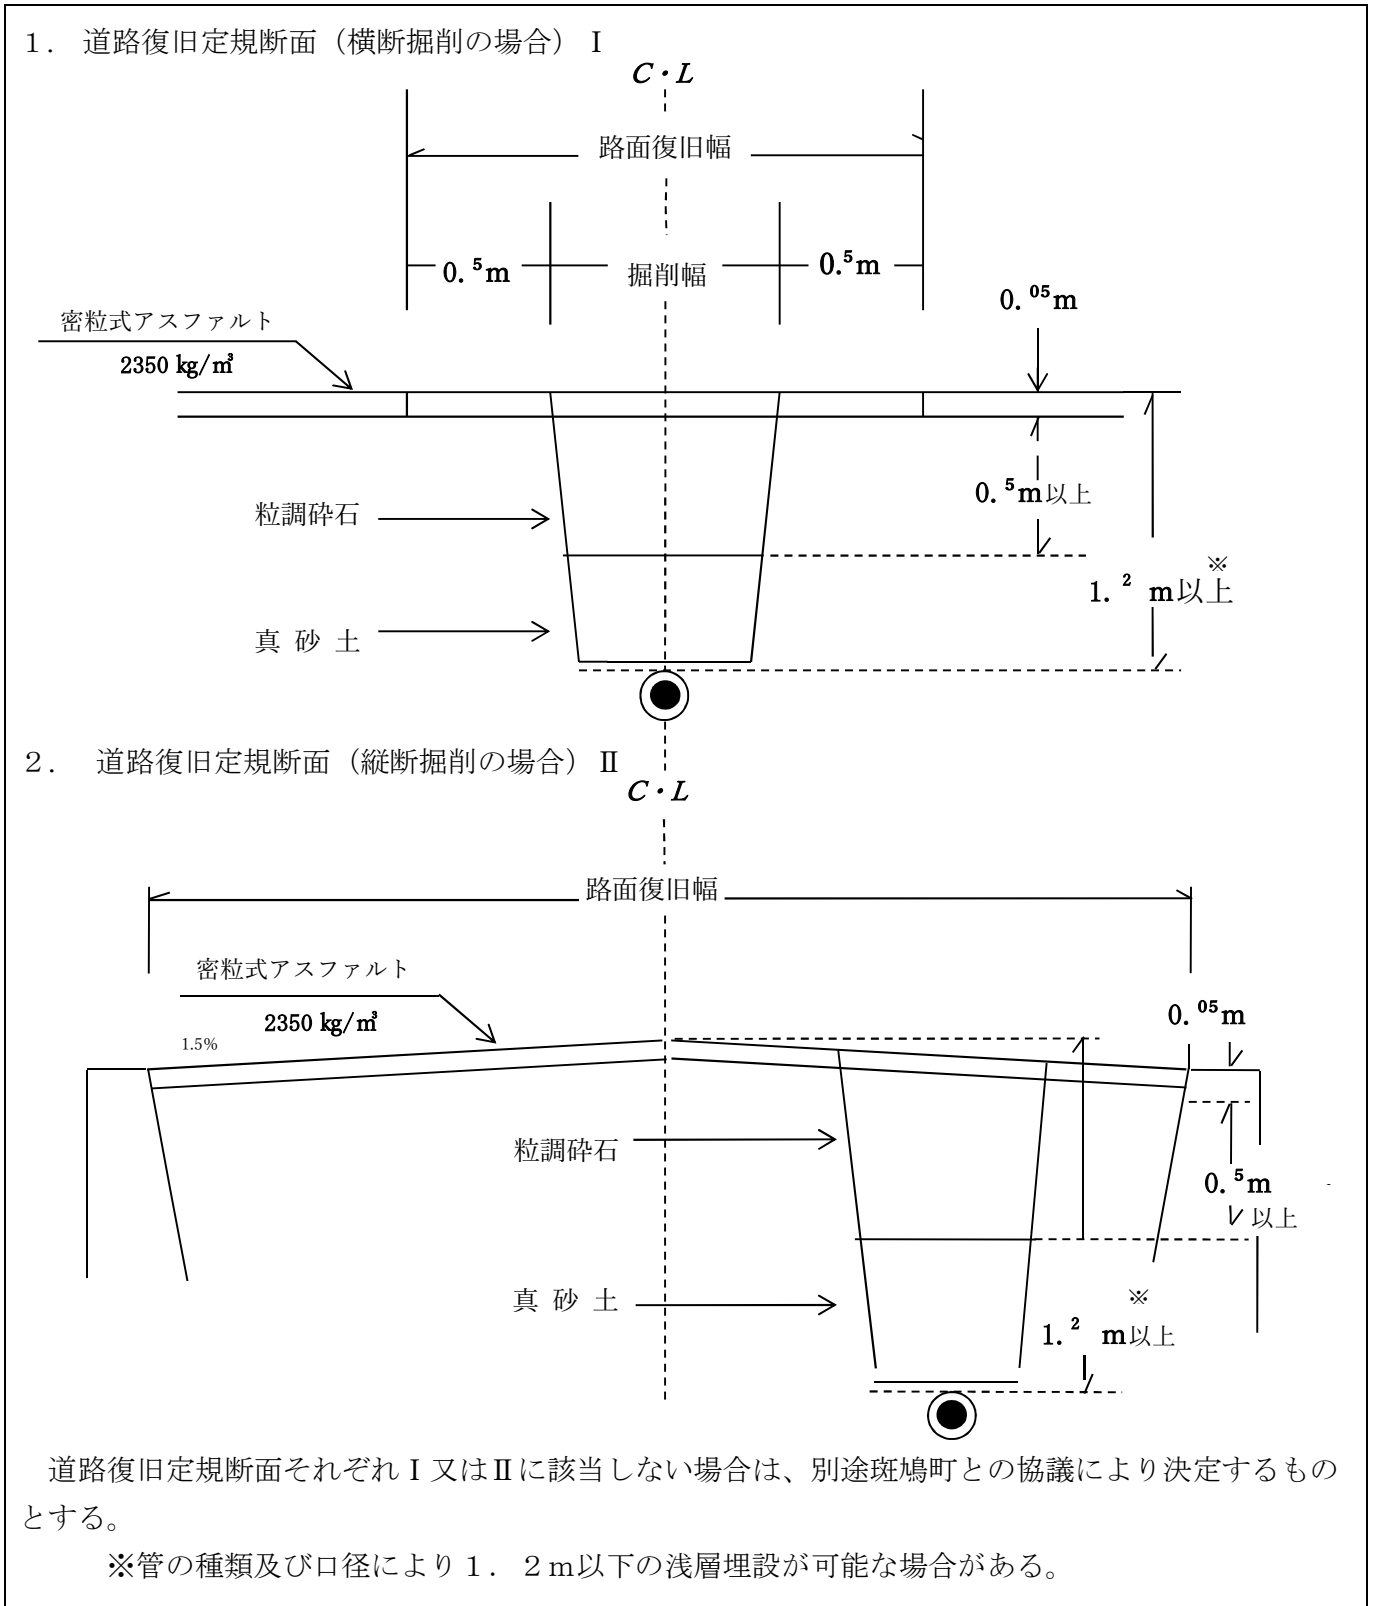 １．　道路復旧定規断面（横断掘削の場合）Ⅰ
C・L
路面復旧幅
0.5m
掘削幅
0.5m
0.05m
密粒式アスファルト
2350 kg/㎥
粒調砕石
0.5m以上
※
1.2 m以上
真 砂 土
２．　道路復旧定規断面（縦断掘削の場合）Ⅱ
C・L
路面復旧幅
密粒式アスファルト
2350 kg/㎥
0.05m
1.5%
粒調砕石
0.5m
以上
真 砂 土
※
1.2 m以上
道路復旧定規断面それぞれⅠ又はⅡに該当しない場合は、別途斑鳩町との協議により決定するもの
とする。
※管の種類及び口径により１．２ｍ以下の浅層埋設が可能な場合がある。